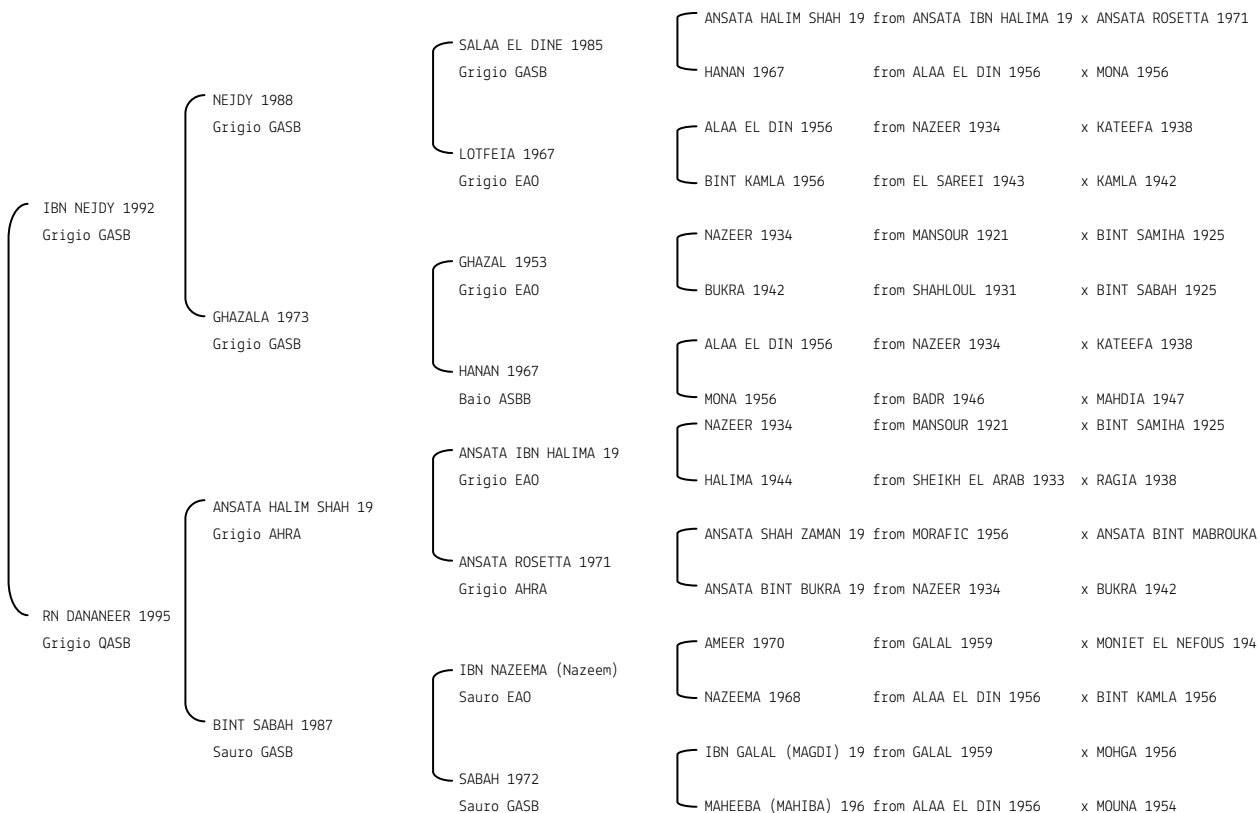 ANSATA HALIM SHAH 19 from ANSATA IBN HALIMA 19 x ANSATA ROSETTA 1971
SALAA EL DINE 1985
Grigio GASB
HANAN 1967 from ALAA EL DIN 1956 x MONA 1956
NEJDY 1988
Grigio GASB
ALAA EL DIN 1956 from NAZEER 1934 x KATEEFA 1938
LOTFEIA 1967
Grigio EAO
BINT KAMLA 1956 from EL SAREEI 1943 x KAMLA 1942
IBN NEJDY 1992
Grigio GASB
NAZEER 1934 from MANSOUR 1921 x BINT SAMIHA 1925
GHAZAL 1953
Grigio EAO
BUKRA 1942 from SHAHLOUL 1931 x BINT SABAH 1925
GHAZALA 1973
Grigio GASB
ALAA EL DIN 1956 from NAZEER 1934 x KATEEFA 1938
HANAN 1967
Baio ASBB
MONA 1956 from BADR 1946 x MAHDIA 1947
NAZEER 1934 from MANSOUR 1921 x BINT SAMIHA 1925
ANSATA IBN HALIMA 19
Grigio EAO
HALIMA 1944 from SHEIKH EL ARAB 1933 x RAGIA 1938
ANSATA HALIM SHAH 19
Grigio AHRA
ANSATA SHAH ZAMAN 19 from MORAFIC 1956 x ANSATA BINT MABROUKA
ANSATA ROSETTA 1971
Grigio AHRA
ANSATA BINT BUKRA 19 from NAZEER 1934 x BUKRA 1942
RN DANANEER 1995
Grigio QASB
AMEER 1970 from GALAL 1959 x MONIET EL NEFOUS 194
IBN NAZEEMA (Nazeem)
Sauro EAO
NAZEEMA 1968 from ALAA EL DIN 1956 x BINT KAMLA 1956
BINT SABAH 1987
Sauro GASB
IBN GALAL (MAGDI) 19 from GALAL 1959 x MOHGA 1956
SABAH 1972
Sauro GASB
MAHEEBA (MAHIBA) 196 from ALAA EL DIN 1956 x MOUNA 1954